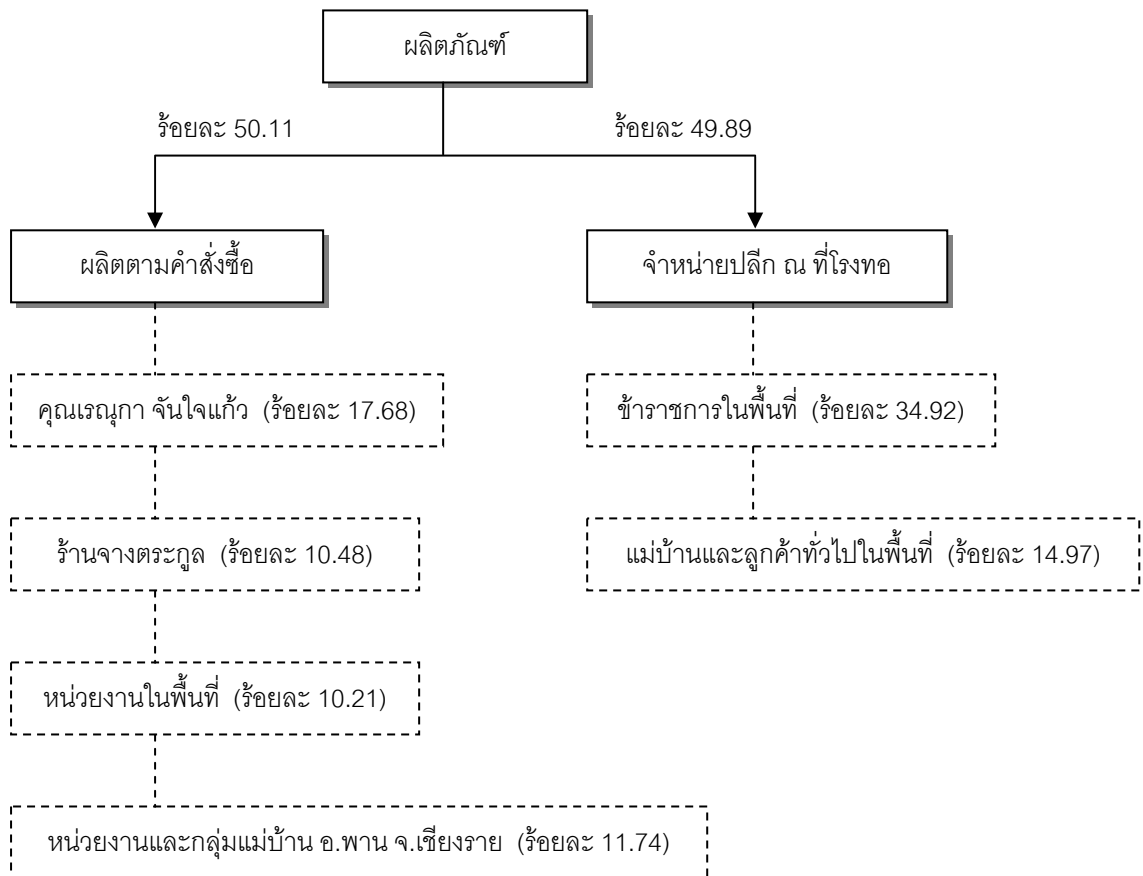 ผลิตภัณฑ์
ร้อยละ 50.11
ร้อยละ 49.89
ผลิตตามคำสั่งซื้อ
จำหน่ายปลีก ณ ที่โรงทอ
คุณเรณุกา จันใจแก้ว (ร้อยละ 17.68)
ข้าราชการในพื้นที่ (ร้อยละ 34.92)
ร้านจางตระกูล (ร้อยละ 10.48)
แม่บ้านและลูกค้าทั่วไปในพื้นที่ (ร้อยละ 14.97)
หน่วยงานในพื้นที่ (ร้อยละ 10.21)
หน่วยงานและกลุ่มแม่บ้าน อ.พาน จ.เชียงราย (ร้อยละ 11.74)